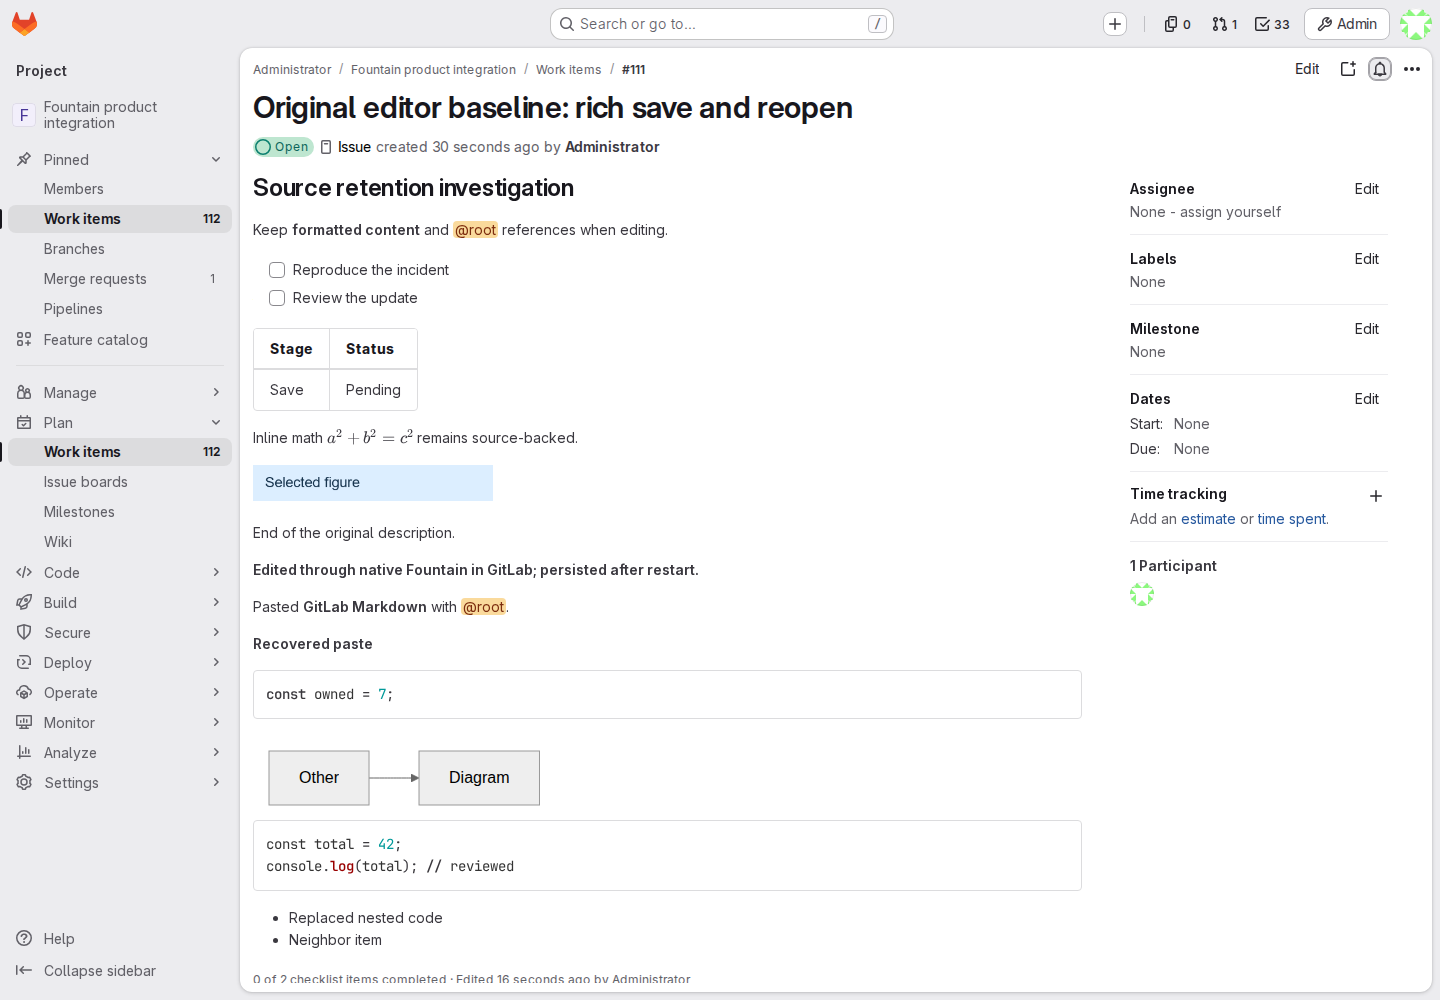 Search or go to...
/
0
1
33
Admin
Project
F
Fountain product integration
Pinned
Members
Work items 112
Branches
Merge requests 1
Pipelines
Feature catalog
Manage
Plan
Work items 112
Issue boards
Milestones
Wiki
Code
Build
Secure
Deploy
Operate
Monitor
Analyze
Settings
Help
Collapse sidebar
Administrator / Fountain product integration / Work items / #111
Edit
Original editor baseline: rich save and reopen
Open Issue created 30 seconds ago by Administrator
Source retention investigation
Keep formatted content and @root references when editing.
Reproduce the incident
Review the update
Stage Status
Save Pending
Inline math a² + b² = c² remains source-backed.
Selected figure
End of the original description.
Edited through native Fountain in GitLab; persisted after restart.
Pasted GitLab Markdown with @root.
Recovered paste
const owned = 7;
Other Diagram
const total = 42;
console.log(total); // reviewed
Replaced nested code
Neighbor item
0 of 2 checklist items completed · Edited 16 seconds ago by Administrator
Assignee Edit
None - assign yourself
Labels Edit
None
Milestone Edit
None
Dates Edit
Start: None
Due: None
Time tracking
Add an estimate or time spent.
1 Participant